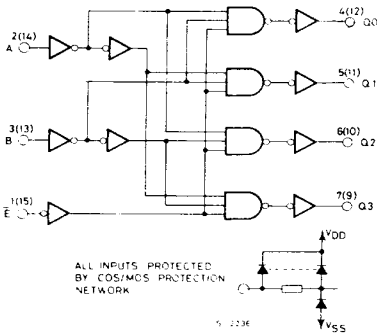 4(12)
Q0
2(14)
A
5(11)
Q1
3(13)
B
6(10)
Q2
1(15)
E
7(9)
Q3
ALL INPUTS PROTECTED
BY COS/MOS PROTECTION
NETWORK
VDD
VSS